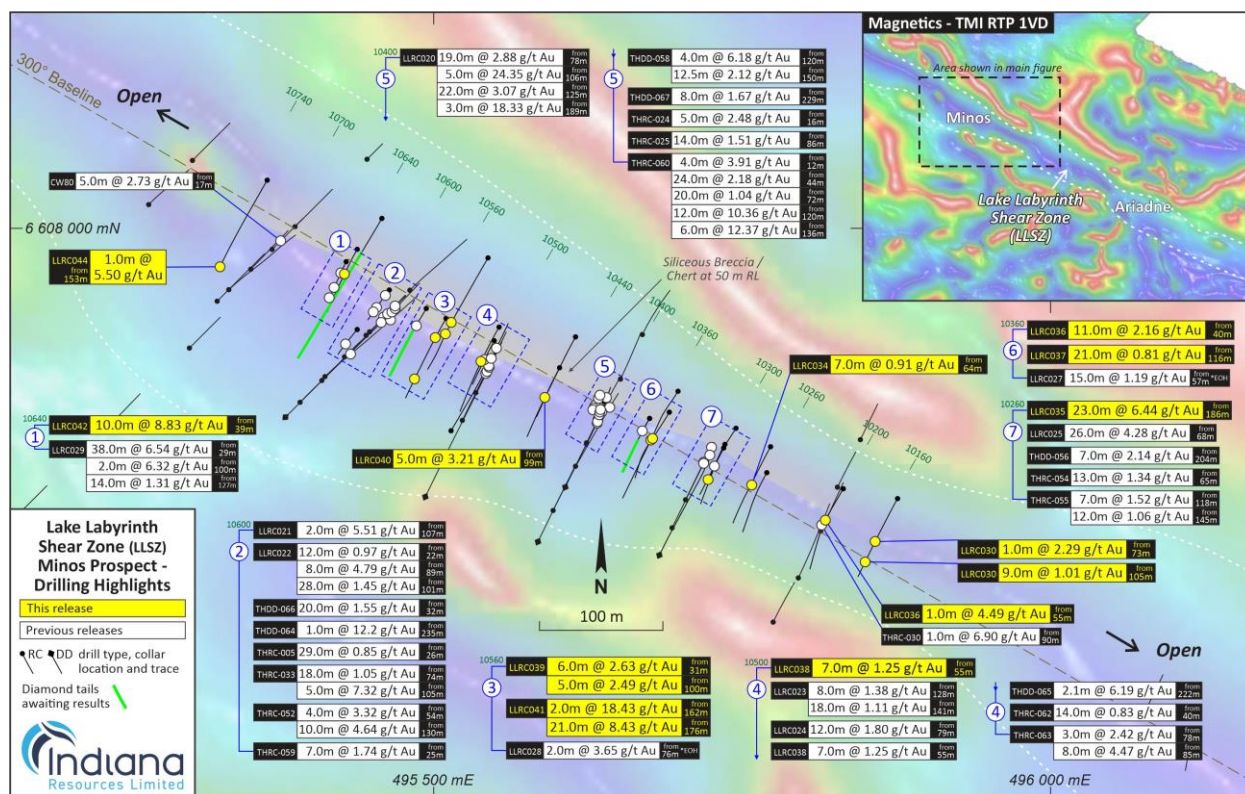 Magnetics - TMI RTP 1VD
Area shown in main figure
Minos
Lake Labyrinth
Shear Zone
(LLSZ)
Ariadne
300° Baseline
Open
10740
10700
10640
10600
10560
10500
10440
10400
10360
10300
10260
10200
10160
Siliceous Breccia /
Chert at 50 m RL
6 608 000 mN
10400
5
LLRC020 19.0m @ 2.88 g/t Au from 78m
5.0m @ 24.35 g/t Au from 106m
22.0m @ 3.07 g/t Au from 125m
3.0m @ 18.33 g/t Au from 189m
5
THDD-058 4.0m @ 6.18 g/t Au from 120m
12.5m @ 2.12 g/t Au from 150m
THDD-067 8.0m @ 1.67 g/t Au from 229m
THRC-024 5.0m @ 2.48 g/t Au from 16m
THRC-025 14.0m @ 1.51 g/t Au from 86m
THRC-060 4.0m @ 3.91 g/t Au from 12m
24.0m @ 2.18 g/t Au from 44m
20.0m @ 1.04 g/t Au from 72m
12.0m @ 10.36 g/t Au from 120m
6.0m @ 12.37 g/t Au from 136m
CW80 5.0m @ 2.73 g/t Au from 17m
LLRC044 from 153m 1.0m @
5.50 g/t Au
1
2
3
4
5
6
7
LLRC034 7.0m @ 0.91 g/t Au from 64m
10360
6
LLRC036 11.0m @ 2.16 g/t Au from 40m
LLRC037 21.0m @ 0.81 g/t Au from 116m
LLRC027 15.0m @ 1.19 g/t Au from 57m *EOH
10260
7
LLRC035 23.0m @ 6.44 g/t Au from 186m
LLRC025 26.0m @ 4.28 g/t Au from 68m
THDD-056 7.0m @ 2.14 g/t Au from 204m
THRC-054 13.0m @ 1.34 g/t Au from 65m
THRC-055 7.0m @ 1.52 g/t Au from 118m
12.0m @ 1.06 g/t Au from 145m
10640
1
LLRC042 10.0m @ 8.83 g/t Au from 39m
LLRC029 38.0m @ 6.54 g/t Au from 29m
2.0m @ 6.32 g/t Au from 100m
14.0m @ 1.31 g/t Au from 127m
LLRC040 5.0m @ 3.21 g/t Au from 99m
LLRC030 1.0m @ 2.29 g/t Au from 73m
LLRC030 9.0m @ 1.01 g/t Au from 105m
LLRC036 1.0m @ 4.49 g/t Au from 55m
THRC-030 1.0m @ 6.90 g/t Au from 90m
Open
N
100 m
Lake Labyrinth
Shear Zone (LLSZ)
Minos Prospect -
Drilling Highlights
This release
Previous releases
RC DD drill type, collar
location and trace
Diamond tails
awaiting results
Indiana
Resources Limited
10600
2
LLRC021 2.0m @ 5.51 g/t Au from 107m
LLRC022 12.0m @ 0.97 g/t Au from 22m
8.0m @ 4.79 g/t Au from 89m
28.0m @ 1.45 g/t Au from 101m
THDD-066 20.0m @ 1.55 g/t Au from 32m
THDD-064 1.0m @ 12.2 g/t Au from 235m
THRC-005 29.0m @ 0.85 g/t Au from 26m
THRC-033 18.0m @ 1.05 g/t Au from 74m
5.0m @ 7.32 g/t Au from 105m
THRC-052 4.0m @ 3.32 g/t Au from 54m
10.0m @ 4.64 g/t Au from 130m
THRC-059 7.0m @ 1.74 g/t Au from 25m
10560
3
LLRC039 6.0m @ 2.63 g/t Au from 31m
5.0m @ 2.49 g/t Au from 100m
LLRC041 2.0m @ 18.43 g/t Au from 162m
21.0m @ 8.43 g/t Au from 176m
LLRC028 2.0m @ 3.65 g/t Au from 76m *EOH
10500
4
LLRC038 7.0m @ 1.25 g/t Au from 55m
LLRC023 8.0m @ 1.38 g/t Au from 128m
18.0m @ 1.11 g/t Au from 141m
LLRC024 12.0m @ 1.80 g/t Au from 79m
LLRC038 7.0m @ 1.25 g/t Au from 55m
4
THDD-065 2.1m @ 6.19 g/t Au from 222m
THRC-062 14.0m @ 0.83 g/t Au from 40m
THRC-063 3.0m @ 2.42 g/t Au from 78m
8.0m @ 4.47 g/t Au from 85m
495 500 mE
496 000 mE